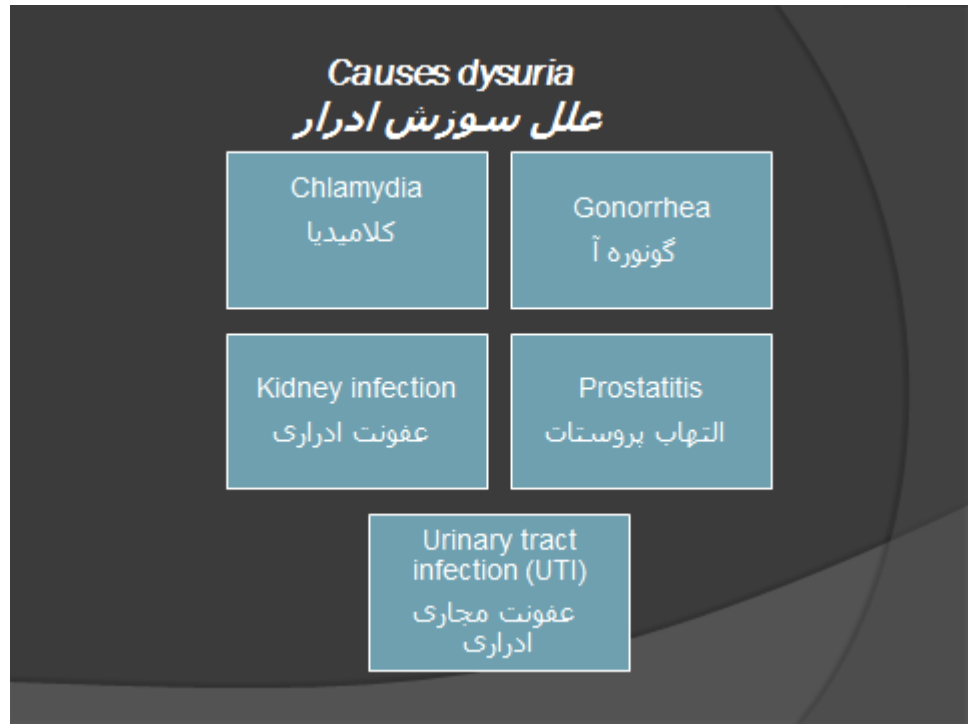 Causes dysuria
علل سوزش ادرار
Chlamydia
کلامیدیا
Gonorrhea
گونوره آ
Kidney infection
عفونت ادراری
Prostatitis
التهاب پروستات
Urinary tract
infection (UTI)
عفونت مجاری
ادراری